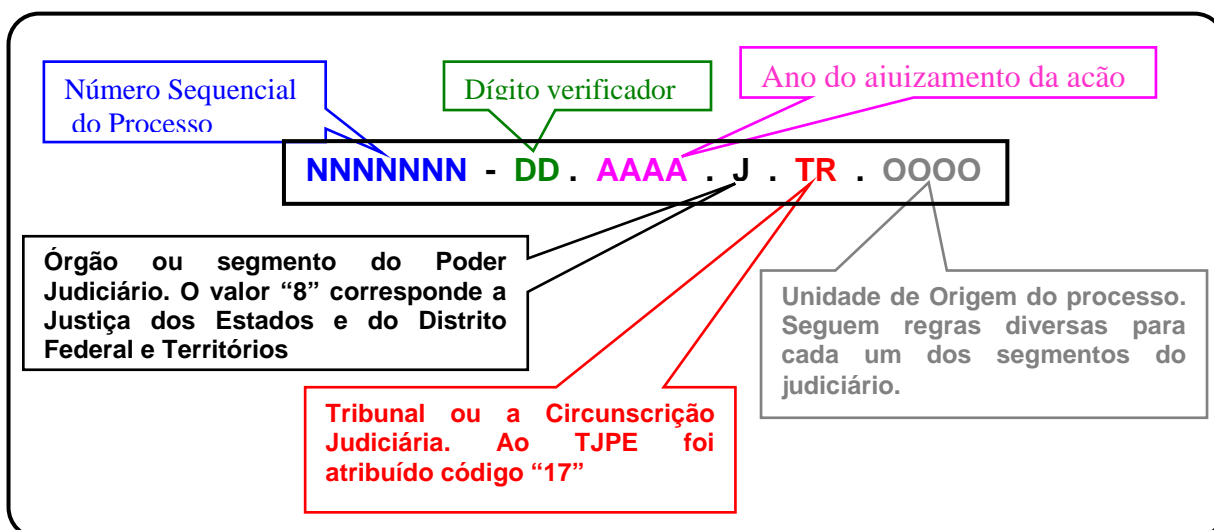 Número Sequencial
do Processo
Dígito verificador
Ano do ajuizamento da ação
NNNNNNN - DD . AAAA . J . TR . OOOO
Órgão ou segmento do Poder
Judiciário. O valor “8” corresponde a
Justiça dos Estados e do Distrito
Federal e Territórios
Unidade de Origem do processo.
Seguem regras diversas para
cada um dos segmentos do
judiciário.
Tribunal ou a Circunscrição
Judiciária. Ao TJPE foi
atribuído código “17”